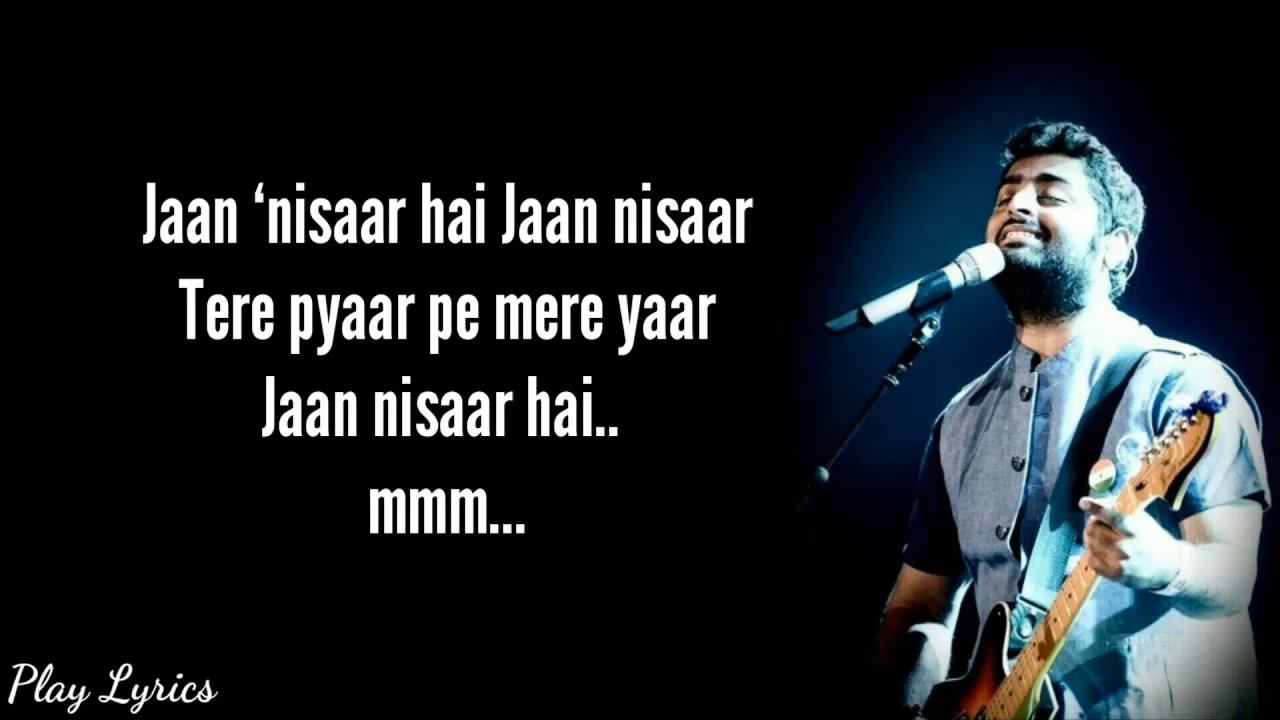 Jaan ‘nisaar hai Jaan nisaar
Tere pyaar pe mere yaar
Jaan nisaar hai..
mmm...
Play Lyrics